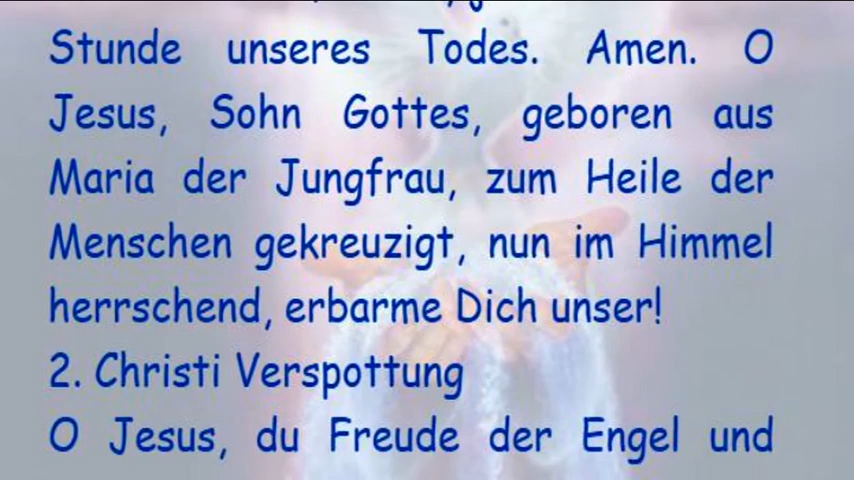 Stunde unseres Todes. Amen. O
Jesus, Sohn Gottes, geboren aus
Maria der Jungfrau, zum Heile der
Menschen gekreuzigt, nun im Himmel
herrschend, erbarme Dich unser!
2. Christi Verspottung
O Jesus, du Freude der Engel und